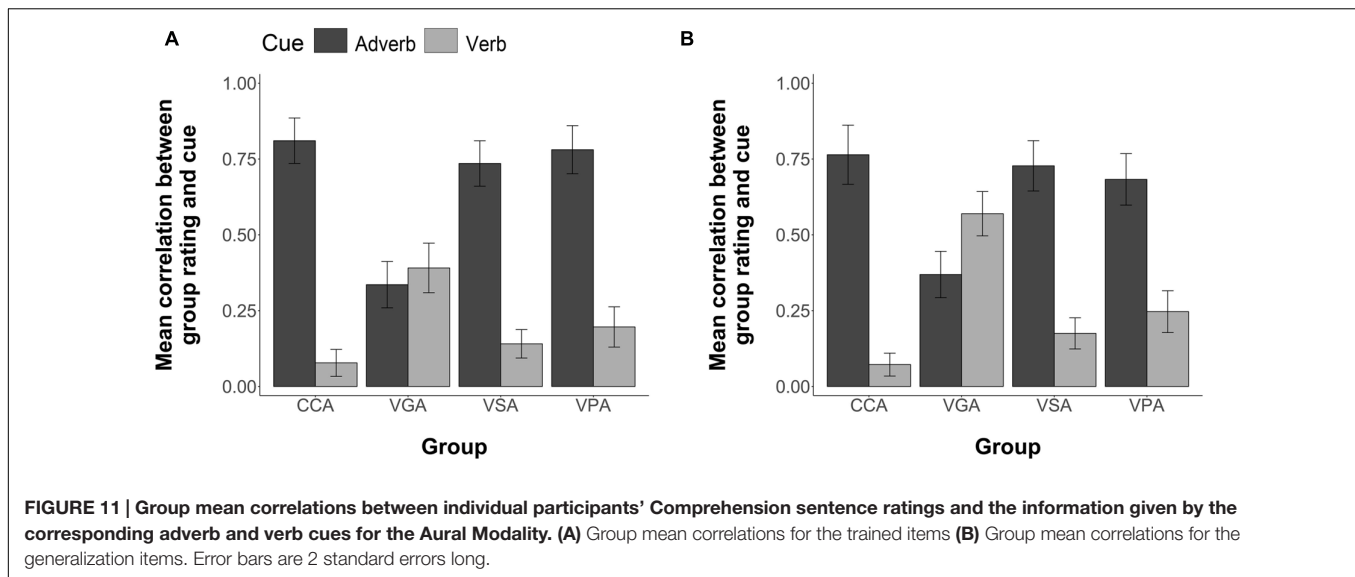 A
Cue Adverb Verb
B
Mean correlation between
group rating and cue
1.00
0.75
0.50
0.25
0.00
CCA VGA VSA VPA
Group
Mean correlation between
group rating and cue
1.00
0.75
0.50
0.25
0.00
CCA VGA VSA VPA
Group
FIGURE 11 | Group mean correlations between individual participants’ Comprehension sentence ratings and the information given by the
corresponding adverb and verb cues for the Aural Modality. (A) Group mean correlations for the trained items (B) Group mean correlations for the
generalization items. Error bars are 2 standard errors long.